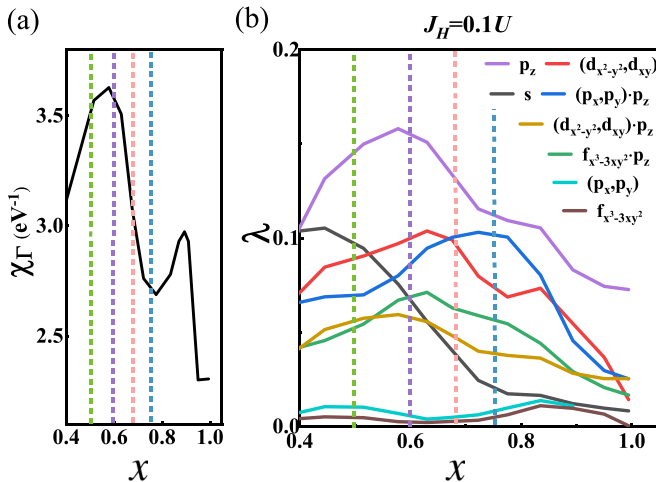 (a)
3.5
3.0
2.5
χ_Γ (eV⁻¹)
0.4 0.6 0.8 1.0
x
(b)
J_H=0.1U
0.2
0.1
0.0
λ
p_z (d_{x²-y²},d_{xy})
s (p_x,p_y)·p_z
(d_{x²-y²},d_{xy})·p_z
f_{x³-3xy²}·p_z
(p_x,p_y)
f_{x³-3xy²}
0.4 0.6 0.8 1.0
x